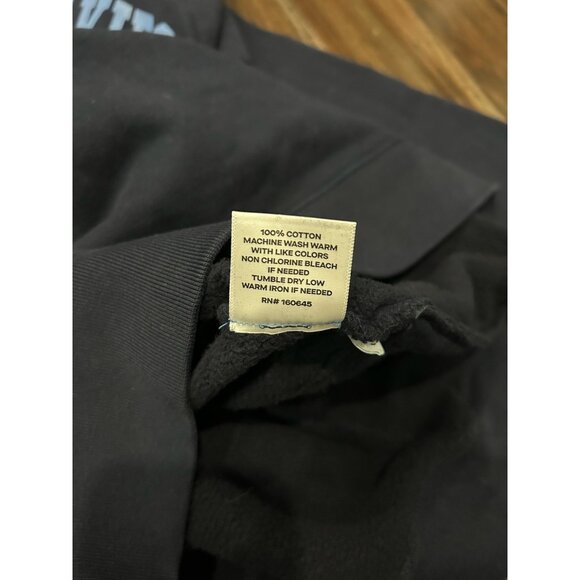 100% COTTON
MACHINE WASH WARM
WITH LIKE COLORS
NON CHLORINE BLEACH
IF NEEDED
TUMBLE DRY LOW
WARM IRON IF NEEDED
RN# 160645